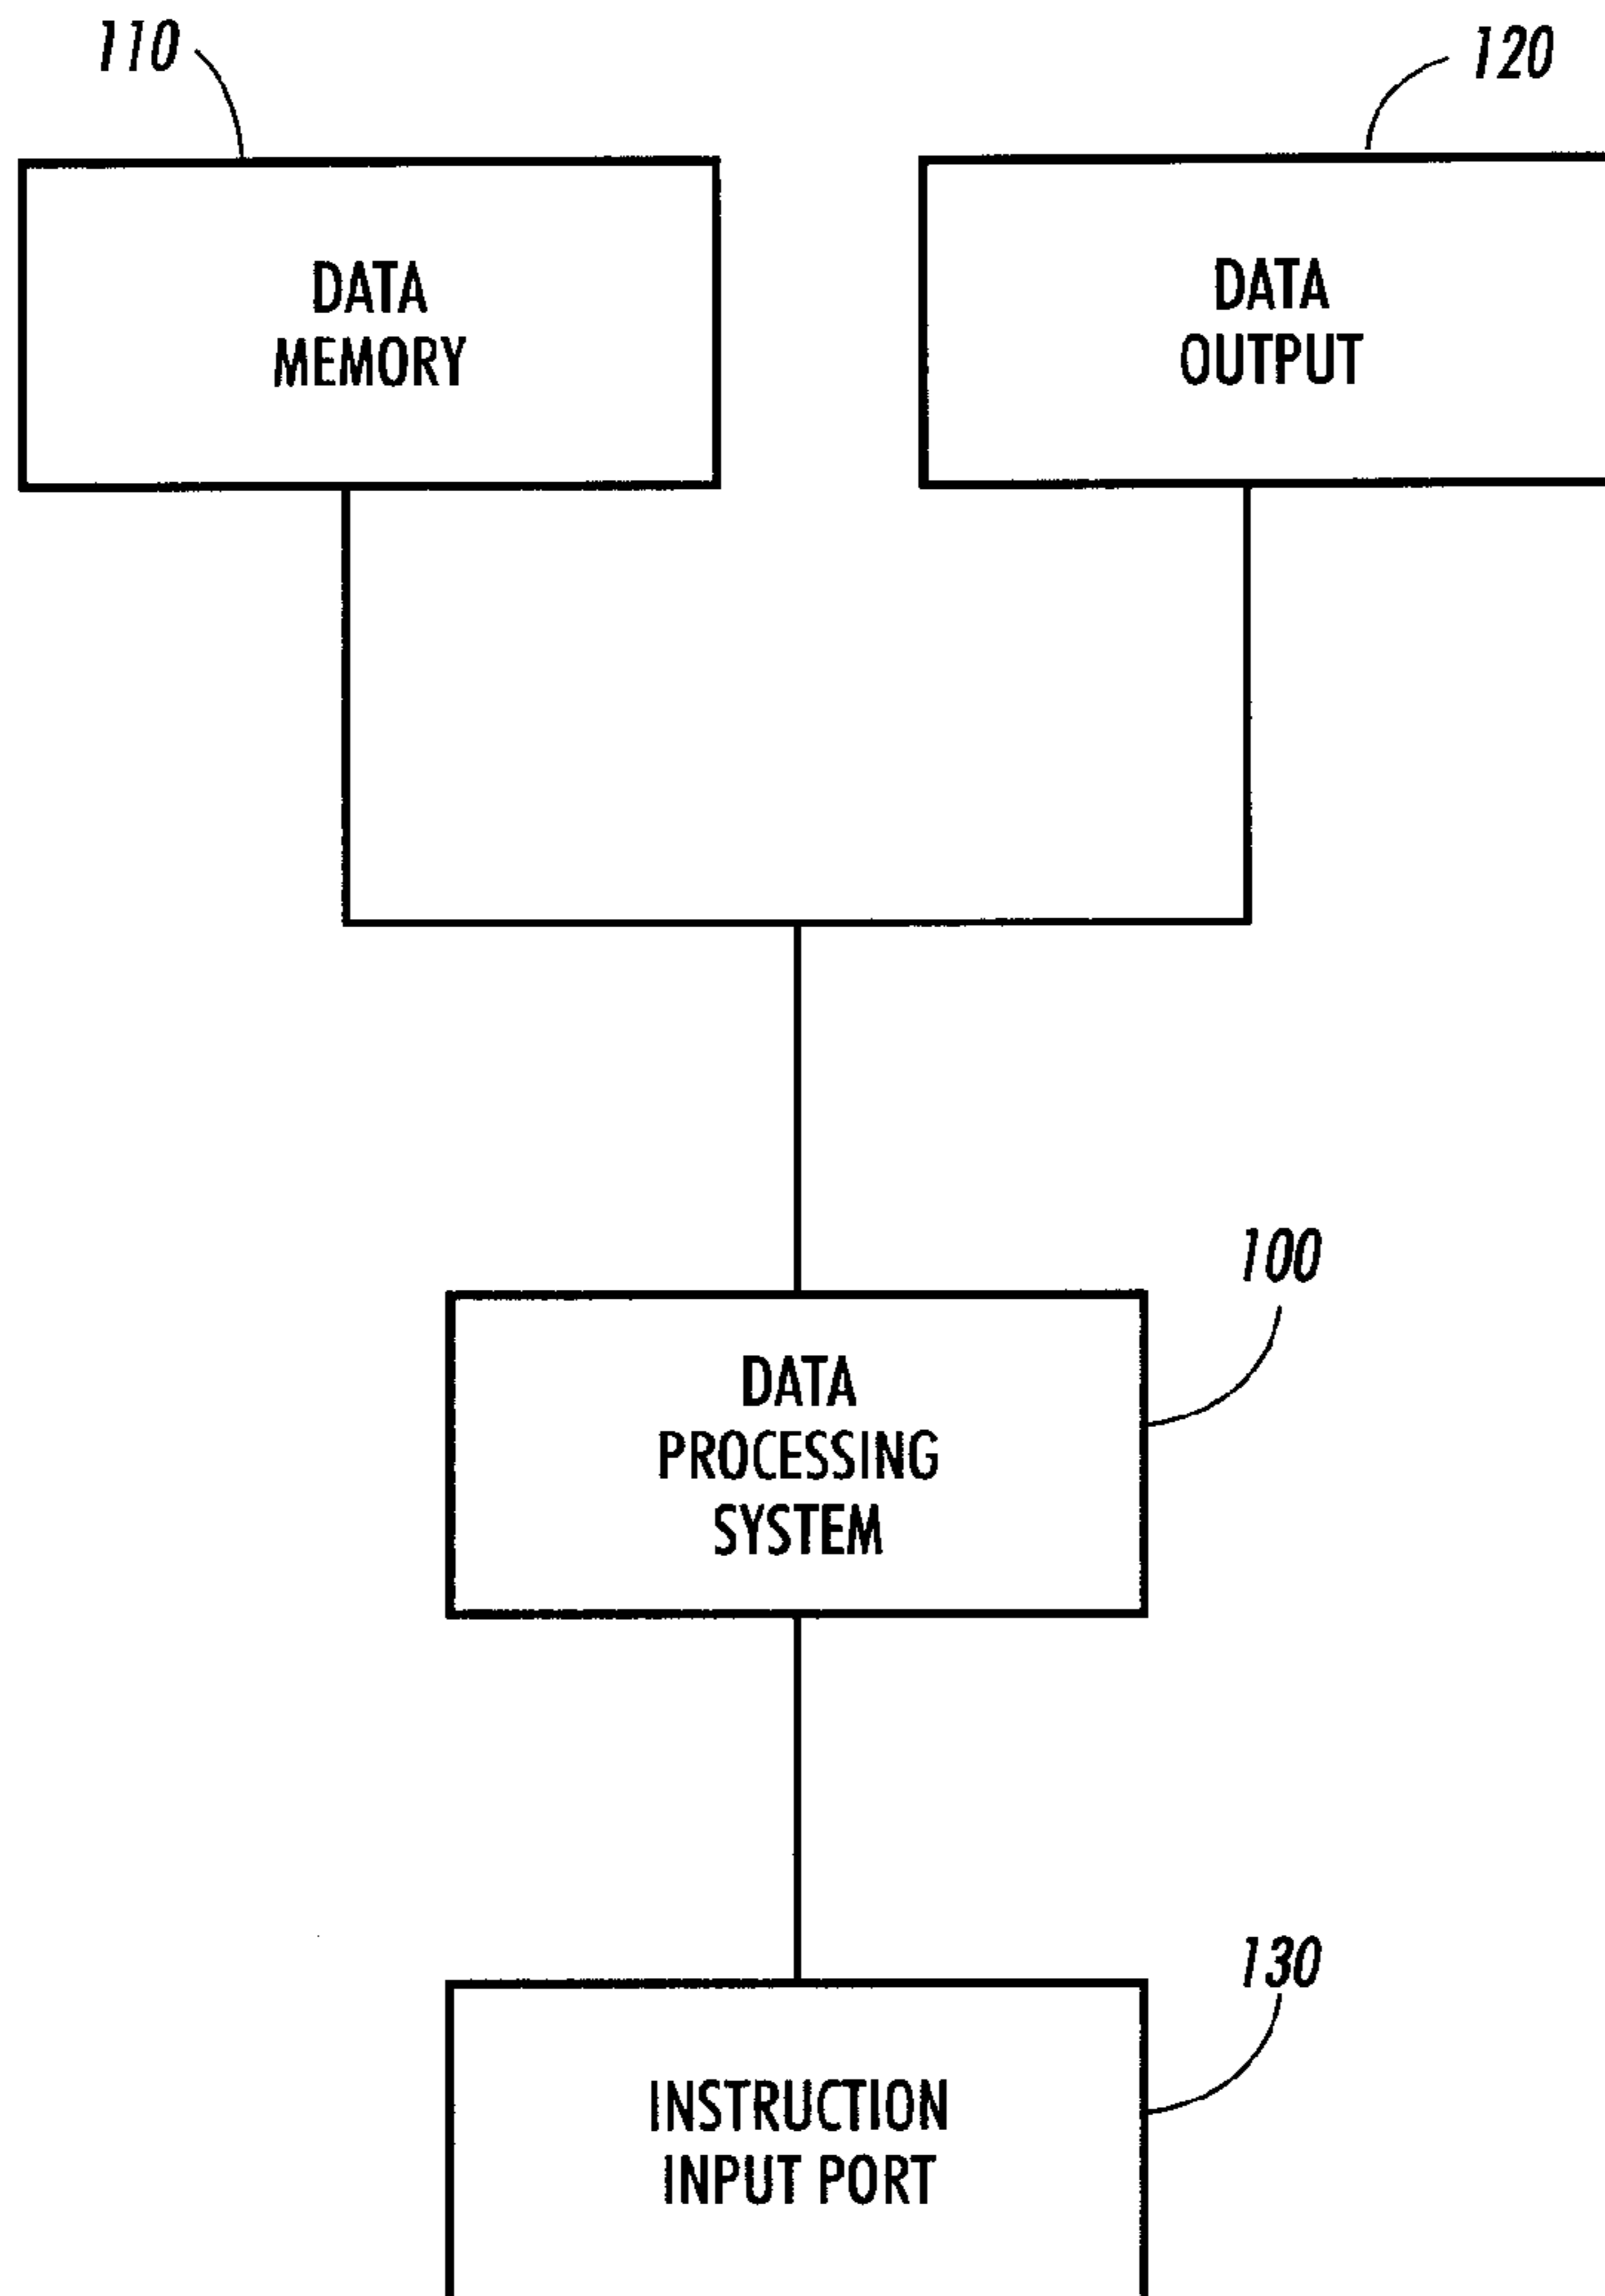 110
120
DATA
MEMORY
DATA
OUTPUT
100
DATA
PROCESSING
SYSTEM
130
INSTRUCTION
INPUT PORT